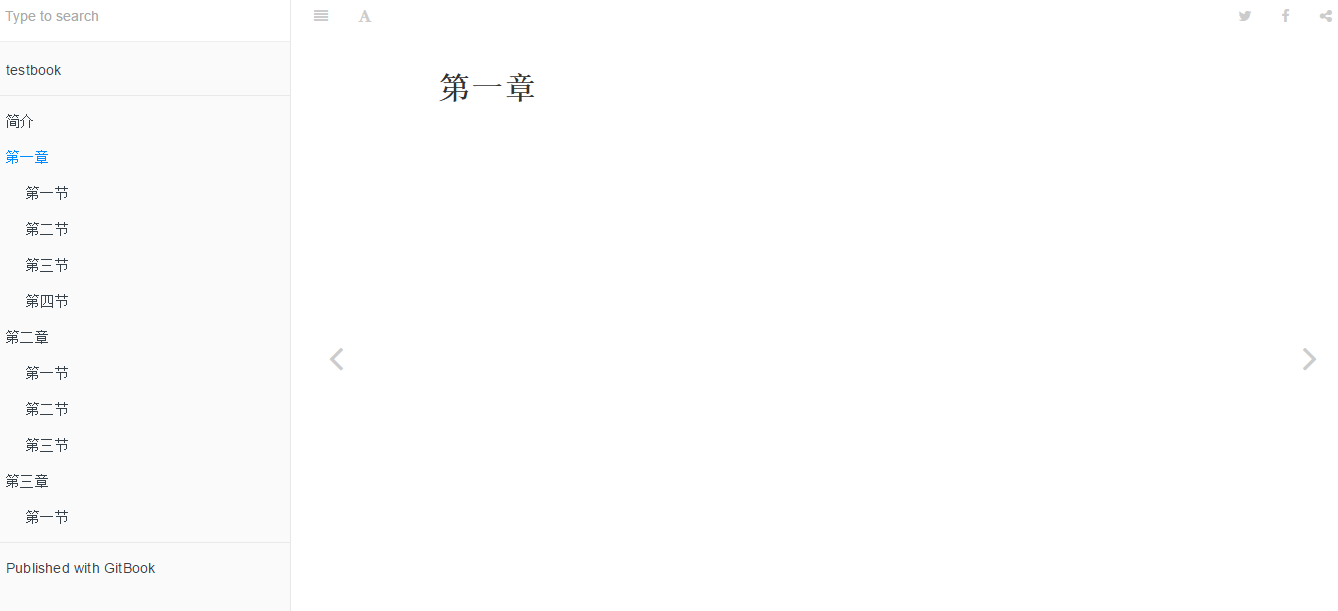 Type to search
A
testbook
简介
第一章
第一节
第二节
第三节
第四节
第二章
第一节
第二节
第三节
第三章
第一节
Published with GitBook
第一章